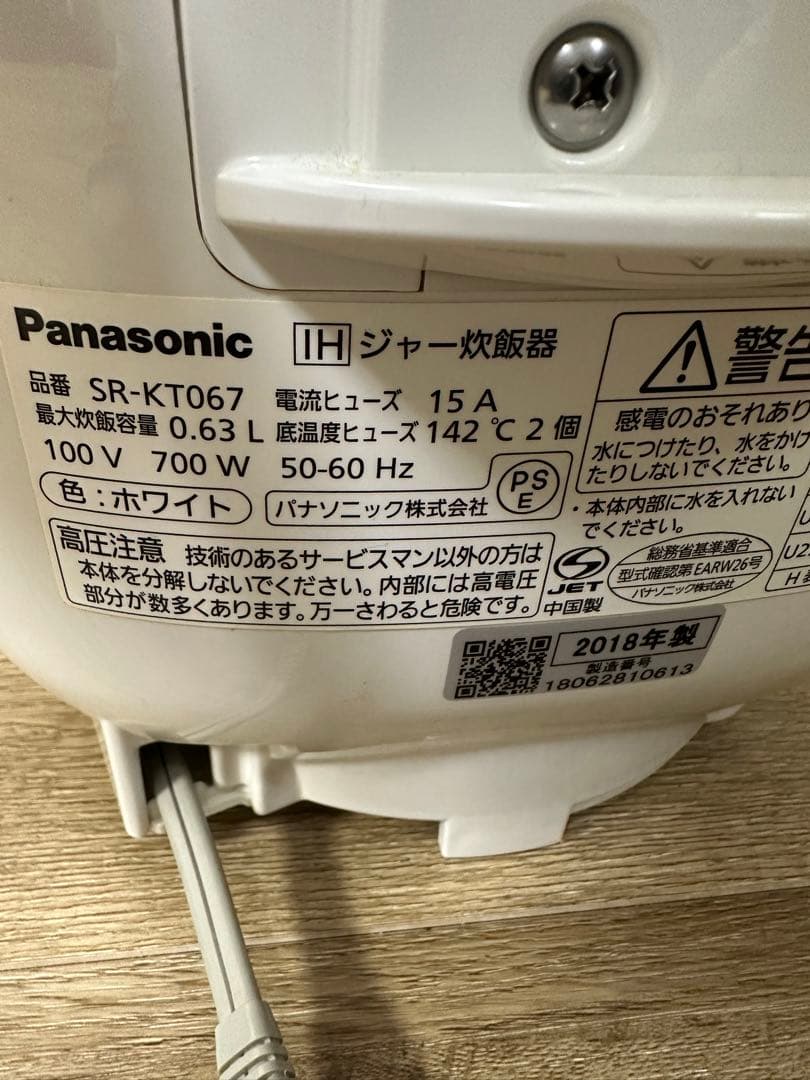 Panasonic IH ジャー炊飯器
品番 SR-KT067 電流ヒューズ 15 A
最大炊飯容量 0.63 L 底温度ヒューズ 142 ℃ 2 個
100 V 700 W 50-60 Hz
色：ホワイト パナソニック株式会社 PS E
高圧注意 技術のあるサービスマン以外の方は
本体を分解しないでください。内部には高電圧
部分が数多くあります。万一さわると危険です。
警告
感電のおそれあり
水につけたり、水をかけ
たりしないでください。
・本体内部に水を入れない
でください。
JET
中国製
総務省基準適合
型式確認第 EARW26号
パナソニック株式会社
U2
H
2018年製
製造番号
18062810613